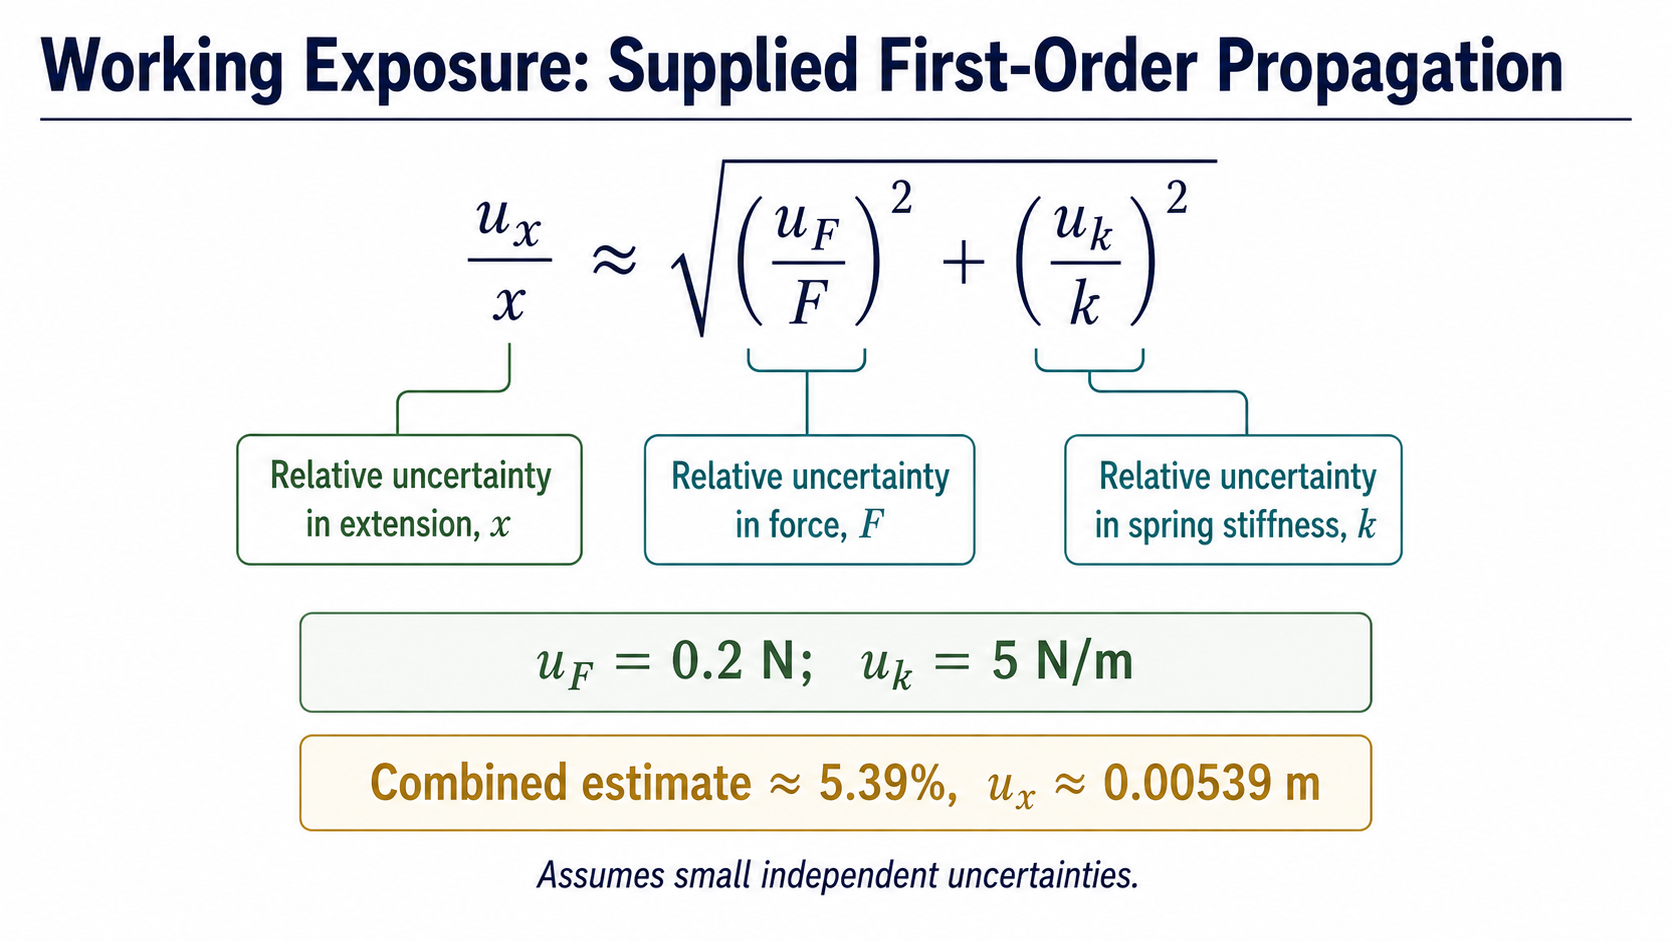 Working Exposure: Supplied First-Order Propagation
u_x / x ≈ √((u_F / F)² + (u_k / k)²)
Relative uncertainty
in extension, x
Relative uncertainty
in force, F
Relative uncertainty
in spring stiffness, k
u_F = 0.2 N; u_k = 5 N/m
Combined estimate ≈ 5.39%, u_x ≈ 0.00539 m
Assumes small independent uncertainties.